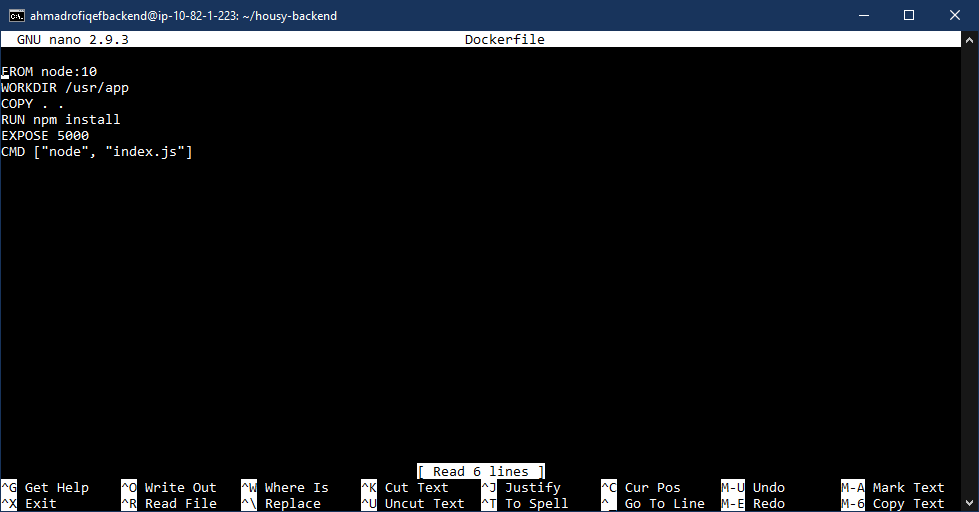 ahmadrofiqefbackend@ip-10-82-1-223: ~/housy-backend
GNU nano 2.9.3 Dockerfile
FROM node:10
WORKDIR /usr/app
COPY . .
RUN npm install
EXPOSE 5000
CMD ["node", "index.js"]
[ Read 6 lines ]
^G Get Help ^O Write Out ^W Where Is ^K Cut Text ^J Justify ^C Cur Pos M-U Undo M-A Mark Text
^X Exit ^R Read File ^\ Replace ^U Uncut Text ^T To Spell ^_ Go To Line M-E Redo M-6 Copy Text